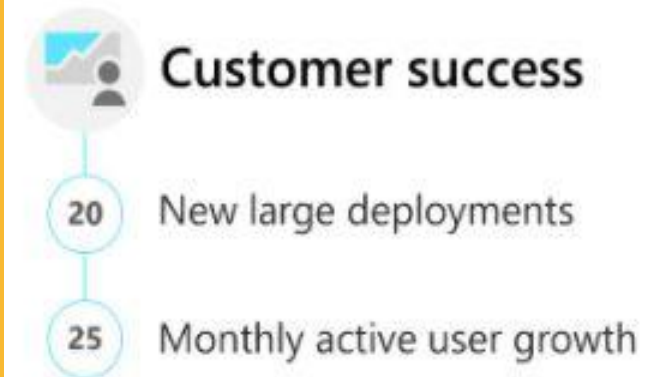 Customer success
20 New large deployments
25 Monthly active user growth